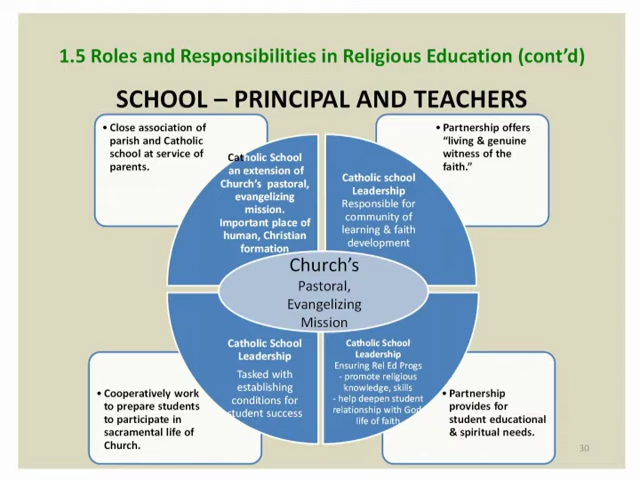 1.5 Roles and Responsibilities in Religious Education (cont'd)
SCHOOL – PRINCIPAL AND TEACHERS
• Close association of
parish and Catholic
school at service of
parents.
Catholic School
an extension of
Church's pastoral,
evangelizing
mission.
Important place of
human, Christian
formation
Catholic school
Leadership
Responsible for
community of
learning & faith
development
• Partnership offers
"living & genuine
witness of the
faith."
Church's
Pastoral,
Evangelizing
Mission
• Cooperatively work
to prepare students
to participate in
sacramental life of
Church.
Catholic School
Leadership
Tasked with
establishing
conditions for
student success
Catholic School
Leadership
Ensuring Rel Ed Progs
- promote religious
knowledge, skills
- help deepen student
relationship with God
life of faith
• Partnership
provides for
student educational
& spiritual needs.
30